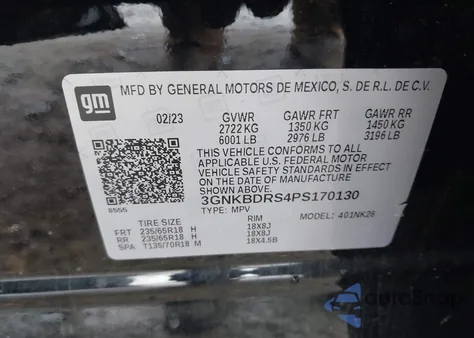 gm
MFD BY GENERAL MOTORS DE MEXICO, S. DE R.L. DE C.V.
02/23 GVWR GAWR FRT GAWR RR
2722 KG 1350 KG 1450 KG
6001 LB 2976 LB 3196 LB
THIS VEHICLE CONFORMS TO ALL
APPLICABLE U.S. FEDERAL MOTOR
VEHICLE SAFETY STANDARDS IN
EFFECT ON THE DATE OF MANUFACTURE
SHOWN ABOVE.
3GNKBDRS4PS170130
8555 TYPE: MPV MODEL: 401NK26
TIRE SIZE RIM
FRT 235/65R18 H 18X8J
RR 235/65R18 H 18X8J
SPA T135/70R18 M 18X4.5B
AutoSnap